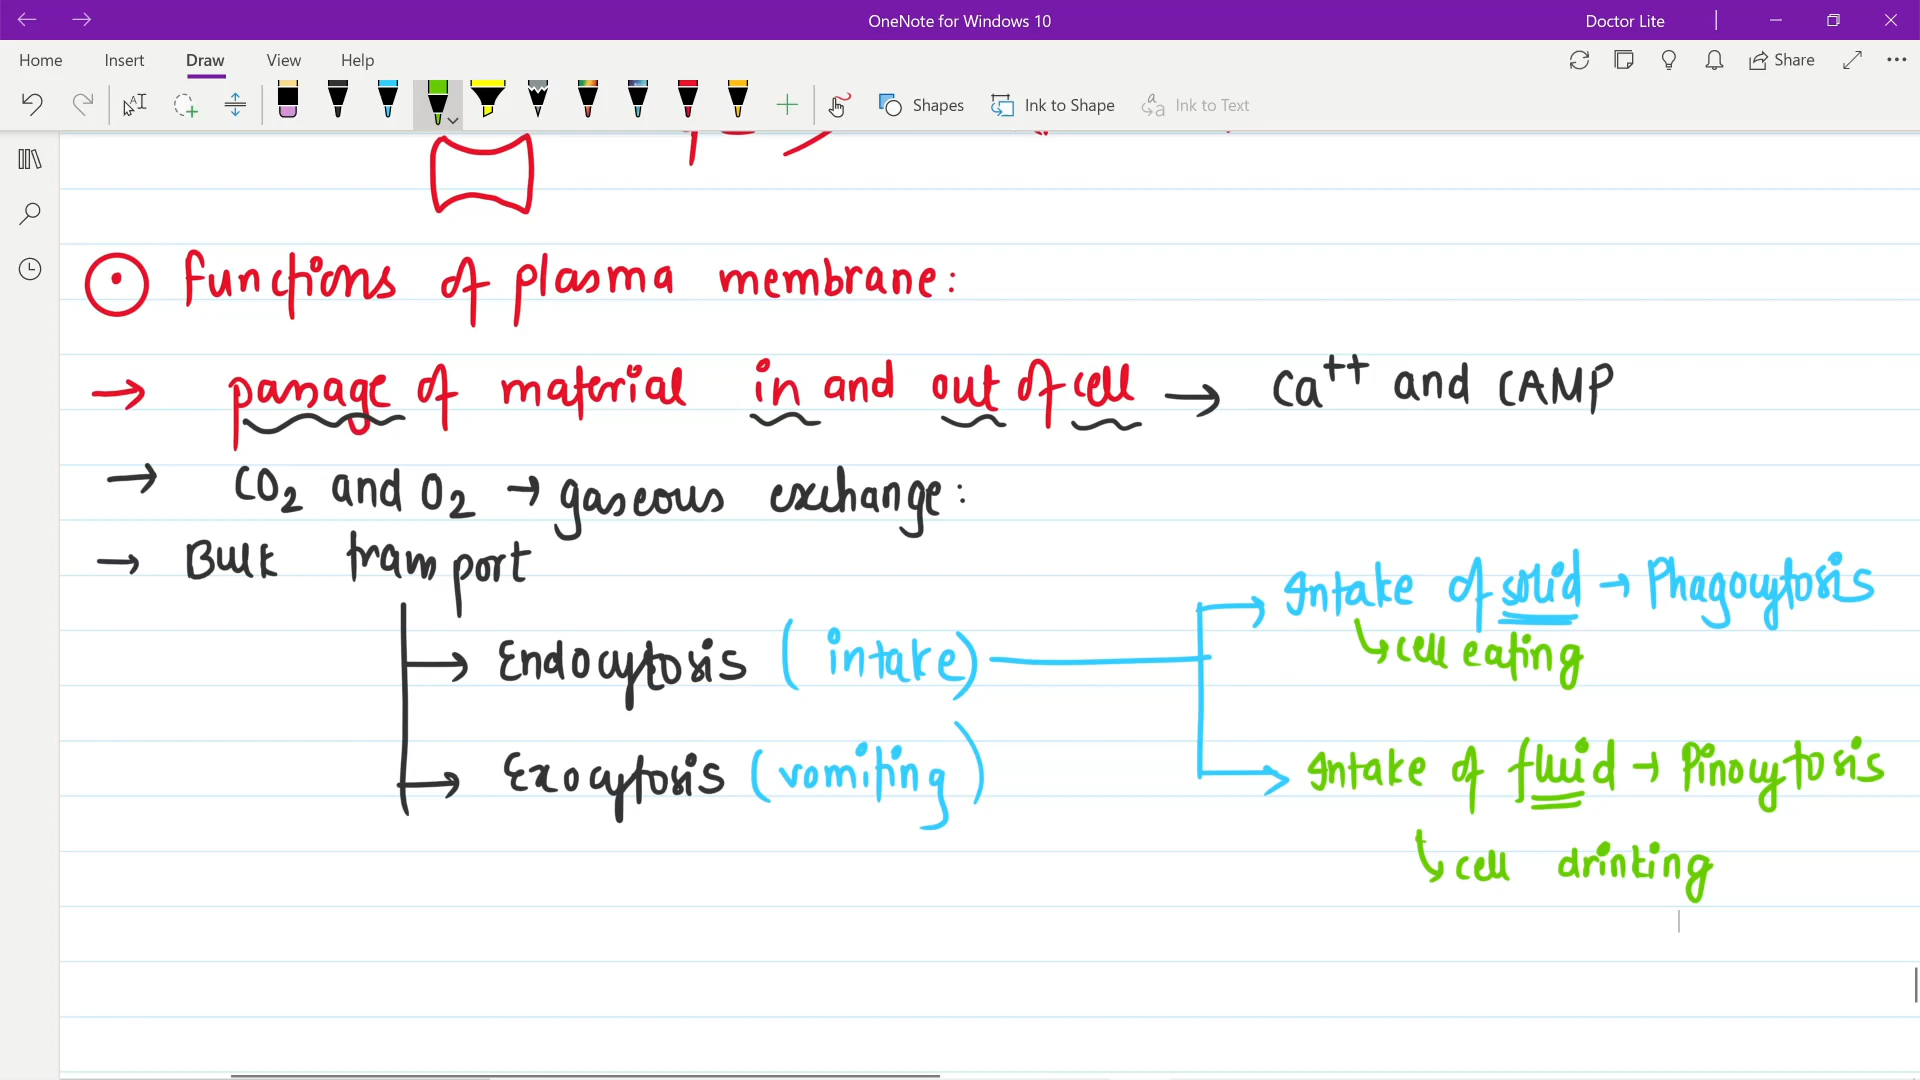 OneNote for Windows 10
Doctor Lite
Home Insert Draw View Help
Share
Shapes Ink to Shape Ink to Text
Functions of plasma membrane:
→ passage of material in and out of cell → Ca++ and CAMP
→ CO2 and O2 → gaseous exchange:
→ Bulk transport
Intake of solid → Phagocytosis
→ Endocytosis (intake)
↳ cell eating
→ Exocytosis (vomiting)
Intake of fluid → Pinocytosis
↳ cell drinking